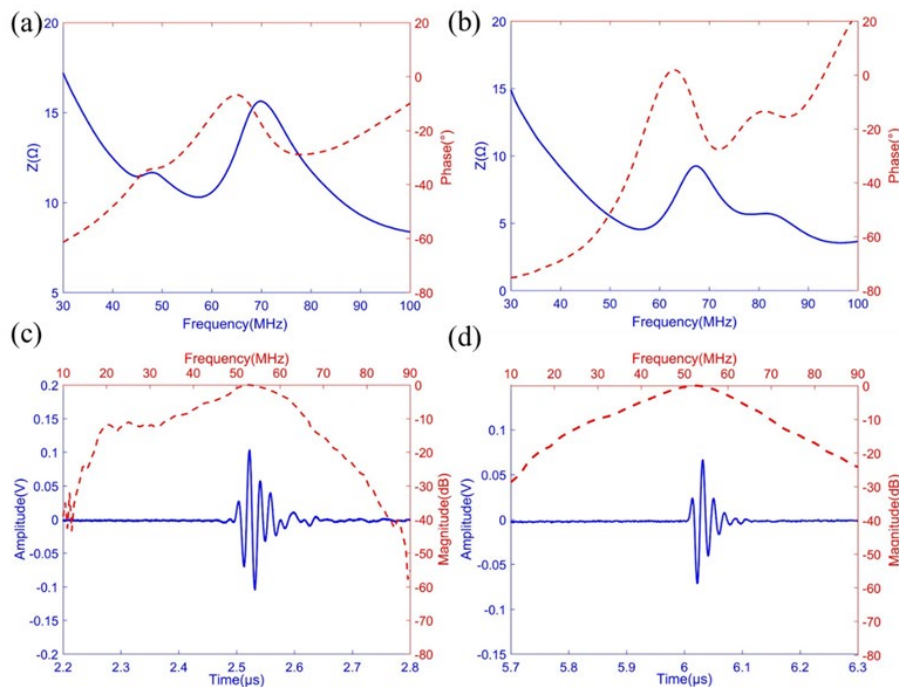 (a)
20
15
10
5
Z(Ω)
30 40 50 60 70 80 90 100
Frequency(MHz)
20
0
-20
-40
-60
-80
Phase(°)
(b)
20
15
10
5
0
Z(Ω)
30 40 50 60 70 80 90 100
Frequency(MHz)
20
0
-20
-40
-60
-80
Phase(°)
(c)
Frequency(MHz)
10 20 30 40 50 60 70 80 90
0.2
0.15
0.1
0.05
0
-0.05
-0.1
-0.15
-0.2
Amplitude(V)
0
-10
-20
-30
-40
-50
-60
-70
-80
Magnitude(dB)
2.2 2.3 2.4 2.5 2.6 2.7 2.8
Time(μs)
(d)
Frequency(MHz)
10 20 30 40 50 60 70 80 90
0.1
0.05
0
-0.05
-0.1
-0.15
Amplitude(V)
0
-10
-20
-30
-40
-50
-60
-70
-80
Magnitude(dB)
5.7 5.8 5.9 6 6.1 6.2 6.3
Time(μs)